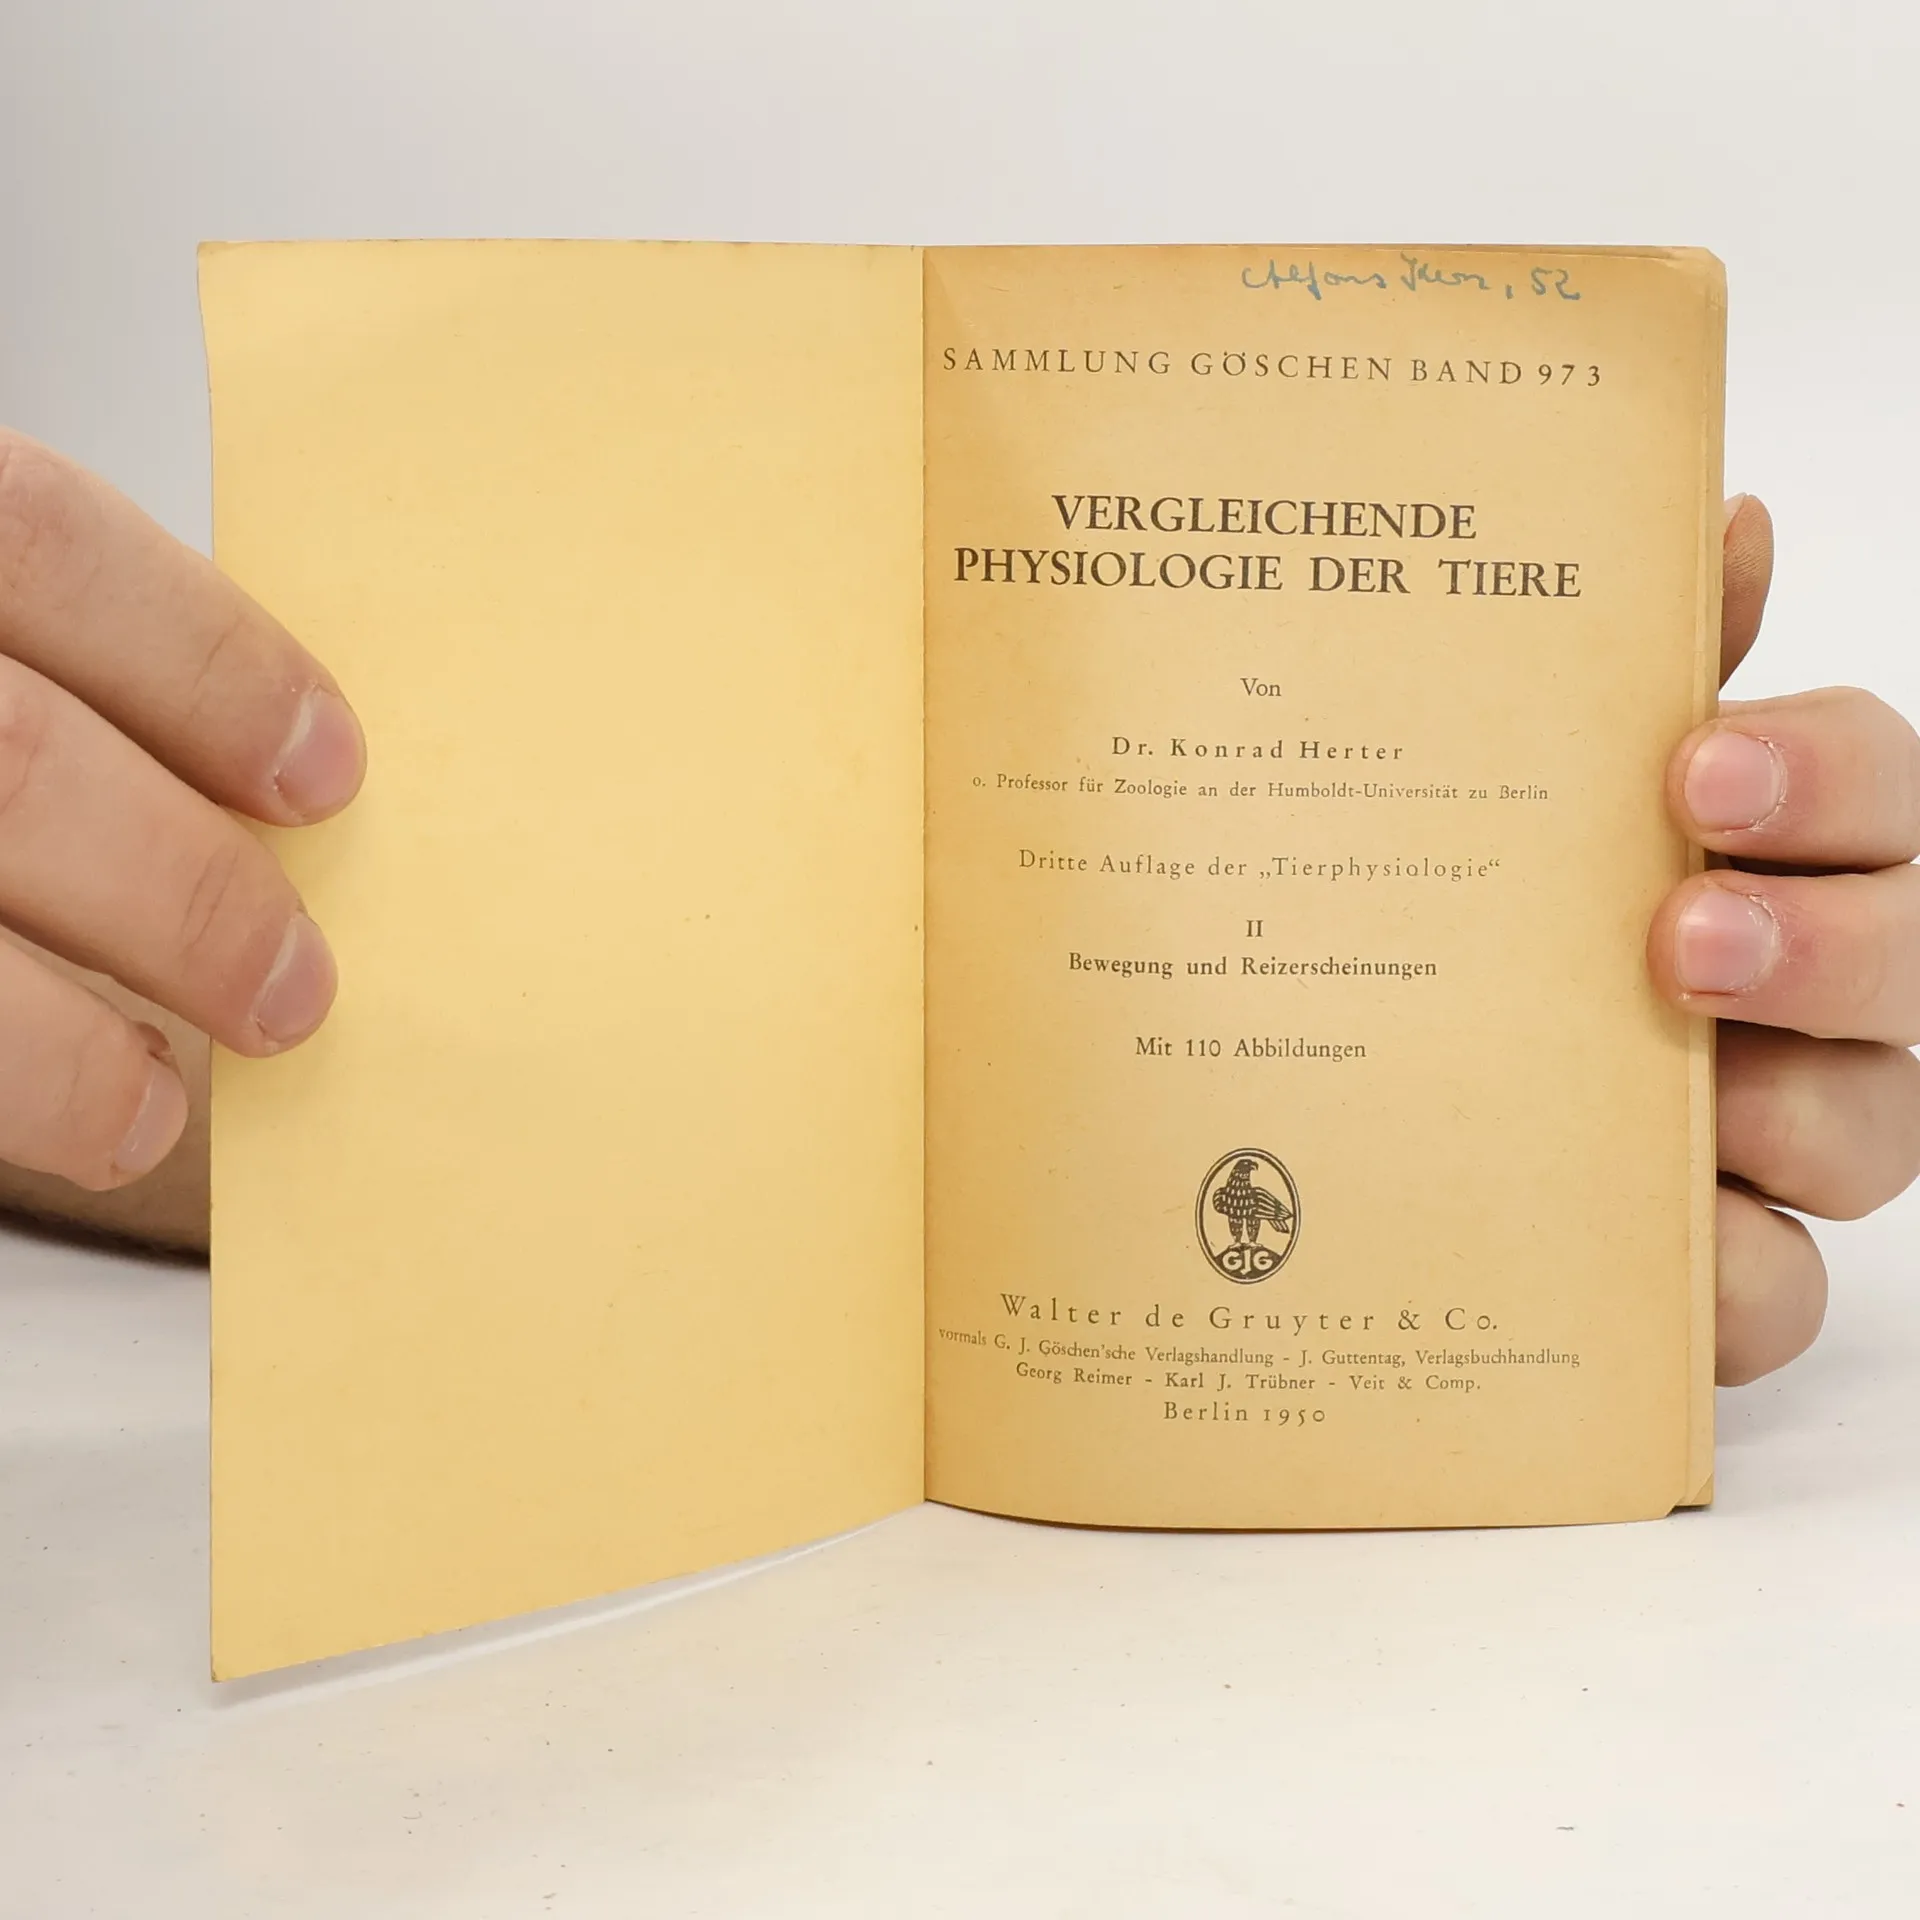 Alfons
, 52
SAMMLUNG GÖSCHEN BAND 973
VERGLEICHENDE
PHYSIOLOGIE DER TIERE
Von
Dr. Konrad Herter
o. Professor für Zoologie an der Humboldt-Universität zu Berlin
Dritte Auflage der „Tierphysiologie“
II
Bewegung und Reizerscheinungen
Mit 110 Abbildungen
GJG
Walter de Gruyter & Co.
vormals G. J. Göschen'sche Verlagshandlung - J. Guttentag, Verlagsbuchhandlung
Georg Reimer - Karl J. Trübner - Veit & Comp.
Berlin 1950